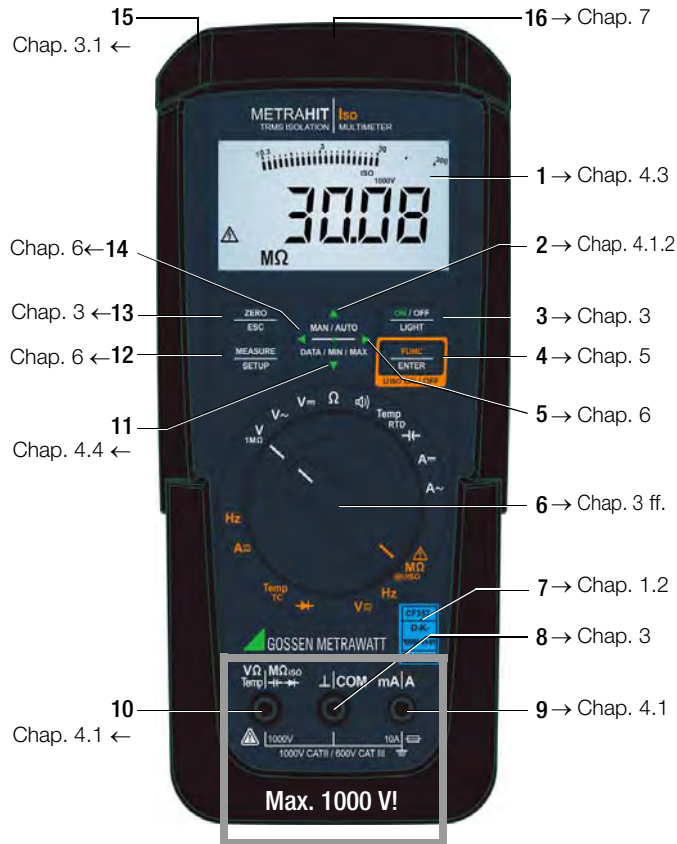 15
Chap. 3.1 ←
16 → Chap. 7
METRAHIT Iso
TRMS ISOLATION MULTIMETER
10.3 3 30 300
ISO
1000V
30.08
MΩ
1 → Chap. 4.3
2 → Chap. 4.1.2
Chap. 6 ← 14
ZERO
ESC
MAN / AUTO
ON / OFF
LIGHT
Chap. 3 ← 13
3 → Chap. 3
MEASURE
SETUP
DATA / MIN / MAX
FUNC
ENTER
Chap. 6 ← 12
4 → Chap. 5
5 → Chap. 6
11
Chap. 4.4 ←
V 1MΩ
V~
V⎓
Ω
Temp RTD
A⎓
A~
6 → Chap. 3 ff.
Hz
A
Temp TC
V
Hz
MΩ
7 → Chap. 1.2
D-K-
8 → Chap. 3
GOSSEN METRAWATT
VΩ MΩISO
Temp
⊥ COM mA A
10
Chap. 4.1 ←
9 → Chap. 4.1
1000V 10A
1000V CATII / 600V CAT III
Max. 1000 V!